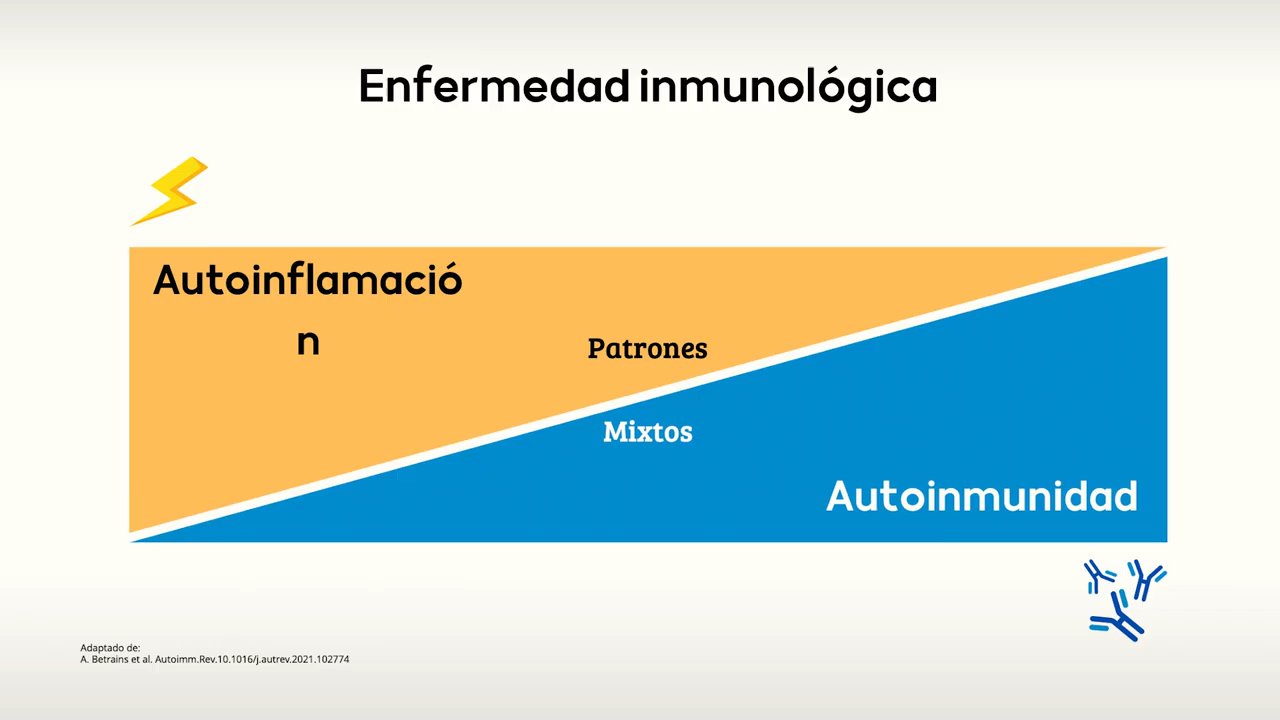 Enfermedad inmunológica
Autoinflamació
n
Patrones
Mixtos
Autoinmunidad
Adaptado de:
A. Betrains et al. Autoimm.Rev.10.1016/j.autrev.2021.102774